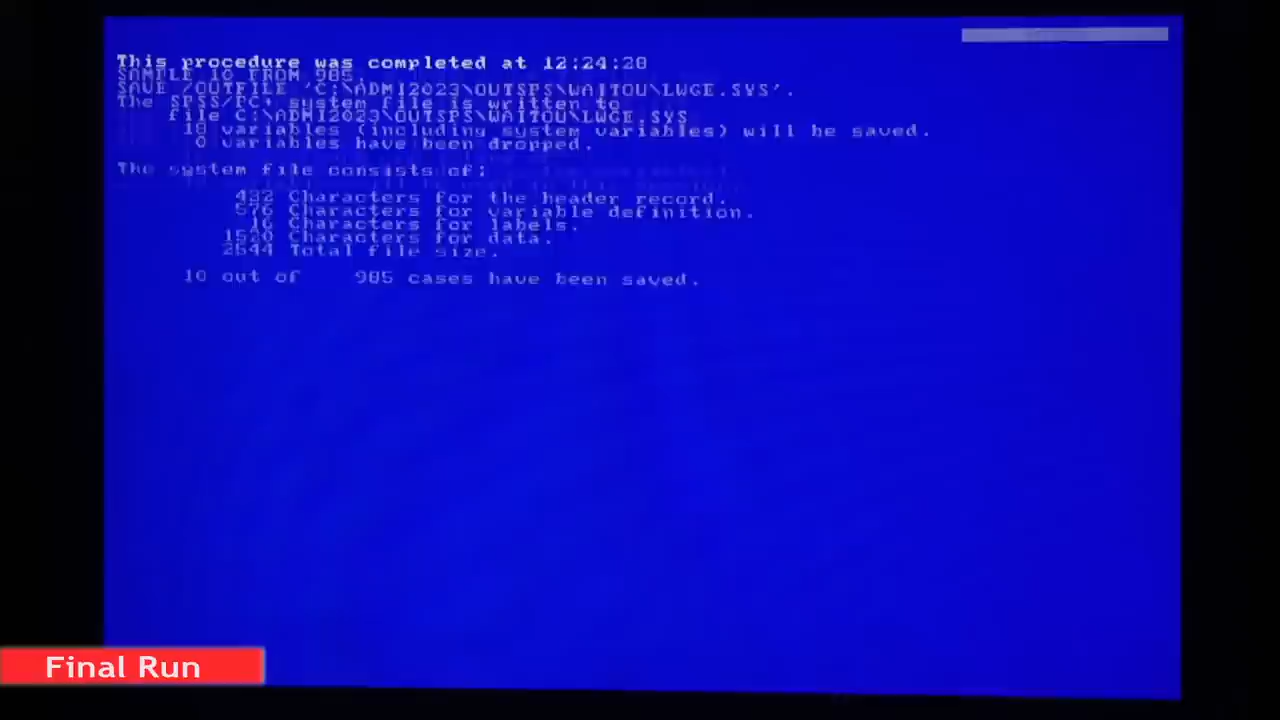 This procedure was completed at 12:24:28
SAMPLE 10 FROM 985.
SAVE /OUTFILE 'C:\ADMI2023\OUTSPS\WAITOU\LWGE.SYS'.
The SPSS/PC+ system file is written to
file C:\ADMI2023\OUTSPS\WAITOU\LWGE.SYS
18 variables (including system variables) will be saved.
0 variables have been dropped.
The system file consists of:
432 Characters for the header record.
576 Characters for variable definition.
16 Characters for labels.
1520 Characters for data.
2544 Total file size.
10 out of 985 cases have been saved.
Final Run